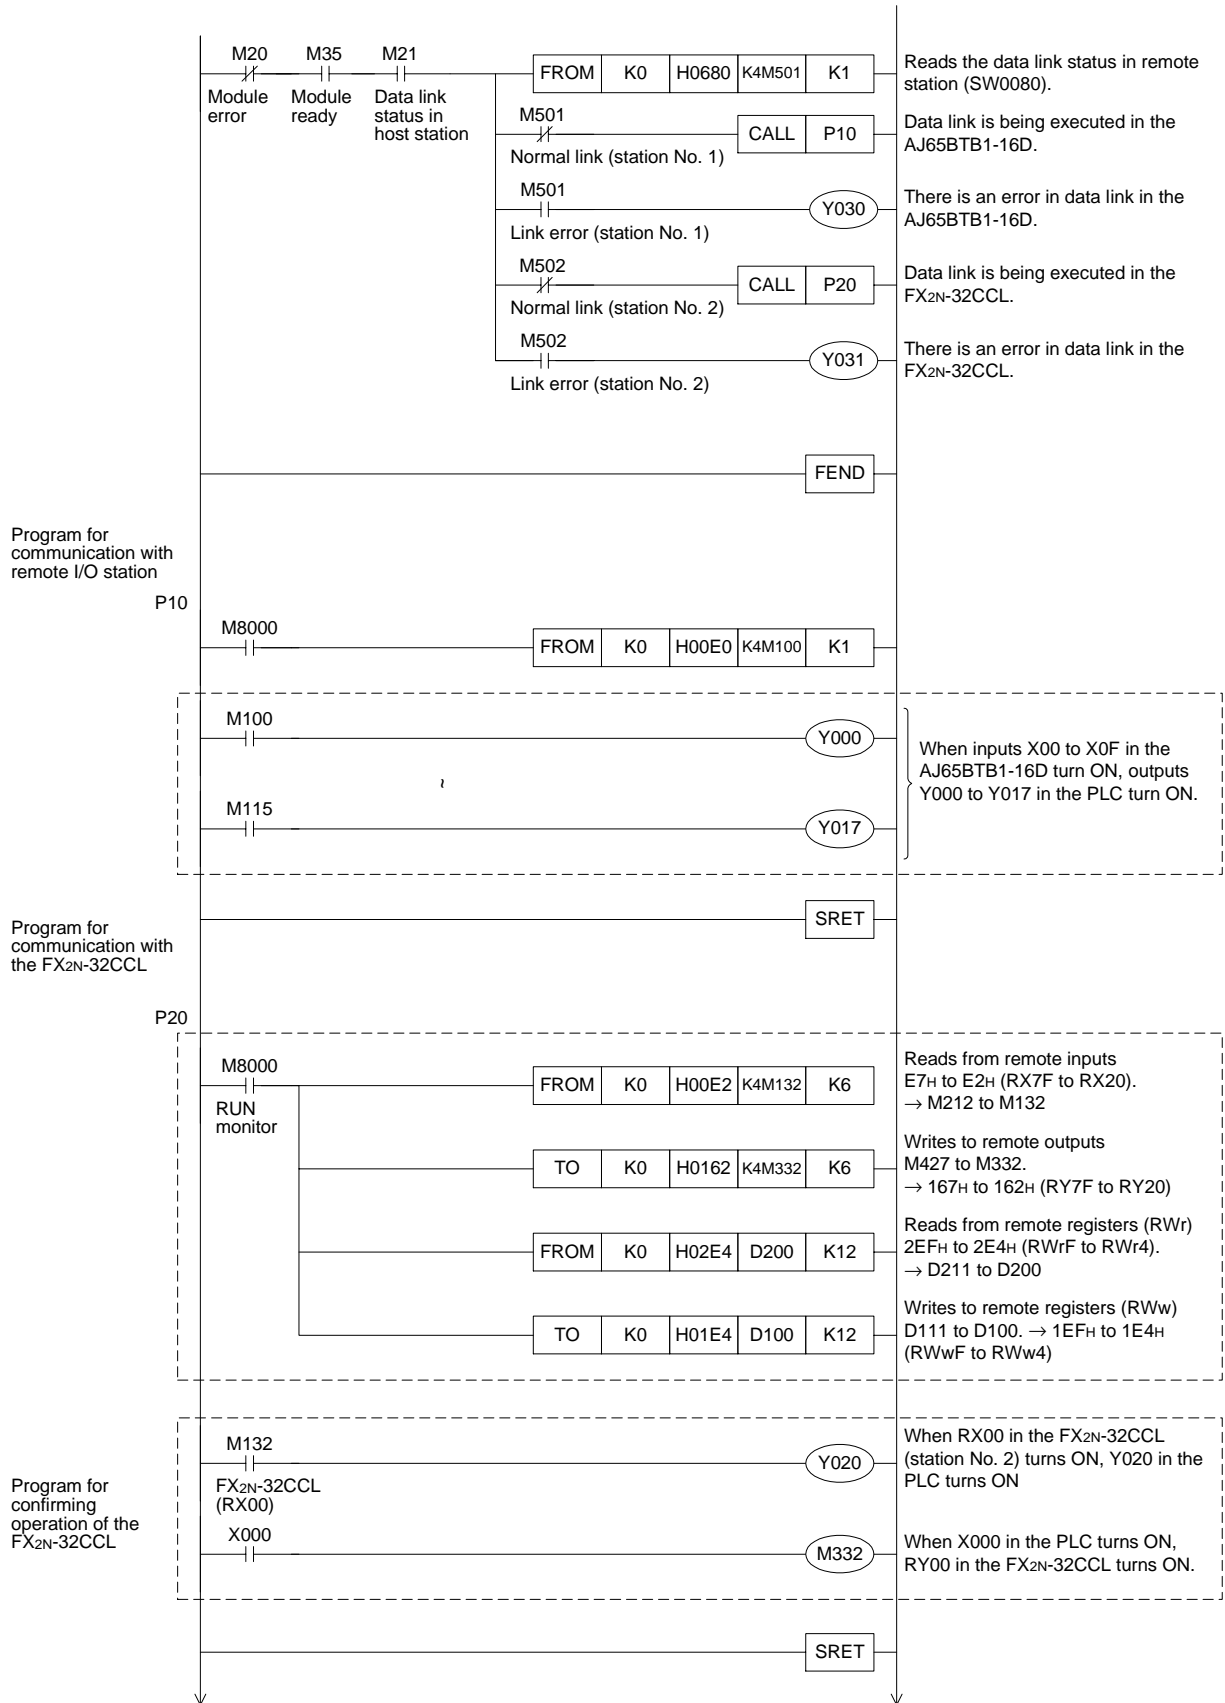 M20 M35 M21
Module error
Module ready
Data link status in host station
FROM K0 H0680 K4M501 K1
Reads the data link status in remote
station (SW0080).
M501
Normal link (station No. 1)
CALL P10
Data link is being executed in the
AJ65BTB1-16D.
M501
Link error (station No. 1)
Y030
There is an error in data link in the
AJ65BTB1-16D.
M502
Normal link (station No. 2)
CALL P20
Data link is being executed in the
FX2N-32CCL.
M502
Link error (station No. 2)
Y031
There is an error in data link in the
FX2N-32CCL.
FEND
Program for
communication with
remote I/O station
P10
M8000
FROM K0 H00E0 K4M100 K1
M100
Y000
~
M115
Y017
When inputs X00 to X0F in the
AJ65BTB1-16D turn ON, outputs
Y000 to Y017 in the PLC turn ON.
SRET
Program for
communication with
the FX2N-32CCL
P20
M8000
RUN
monitor
FROM K0 H00E2 K4M132 K6
Reads from remote inputs
E7H to E2H (RX7F to RX20).
→ M212 to M132
TO K0 H0162 K4M332 K6
Writes to remote outputs
M427 to M332.
→ 167H to 162H (RY7F to RY20)
FROM K0 H02E4 D200 K12
Reads from remote registers (RWr)
2EFH to 2E4H (RWrF to RWr4).
→ D211 to D200
TO K0 H01E4 D100 K12
Writes to remote registers (RWw)
D111 to D100. → 1EFH to 1E4H
(RWwF to RWw4)
Program for
confirming
operation of the
FX2N-32CCL
M132
FX2N-32CCL
(RX00)
Y020
When RX00 in the FX2N-32CCL
(station No. 2) turns ON, Y020 in the
PLC turns ON
X000
M332
When X000 in the PLC turns ON,
RY00 in the FX2N-32CCL turns ON.
SRET